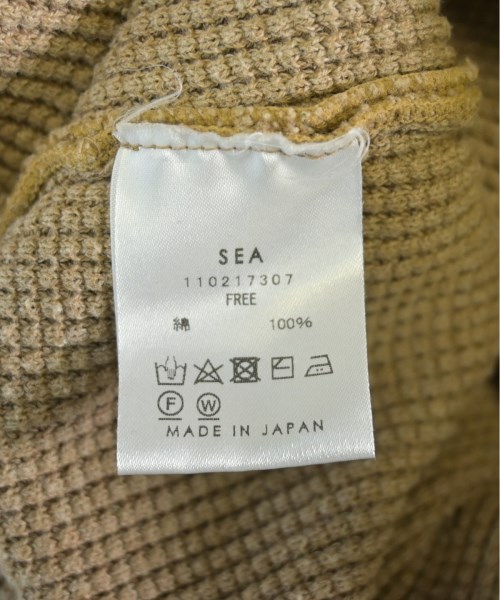 SEA
110217307
FREE
綿 100%
F W
MADE IN JAPAN